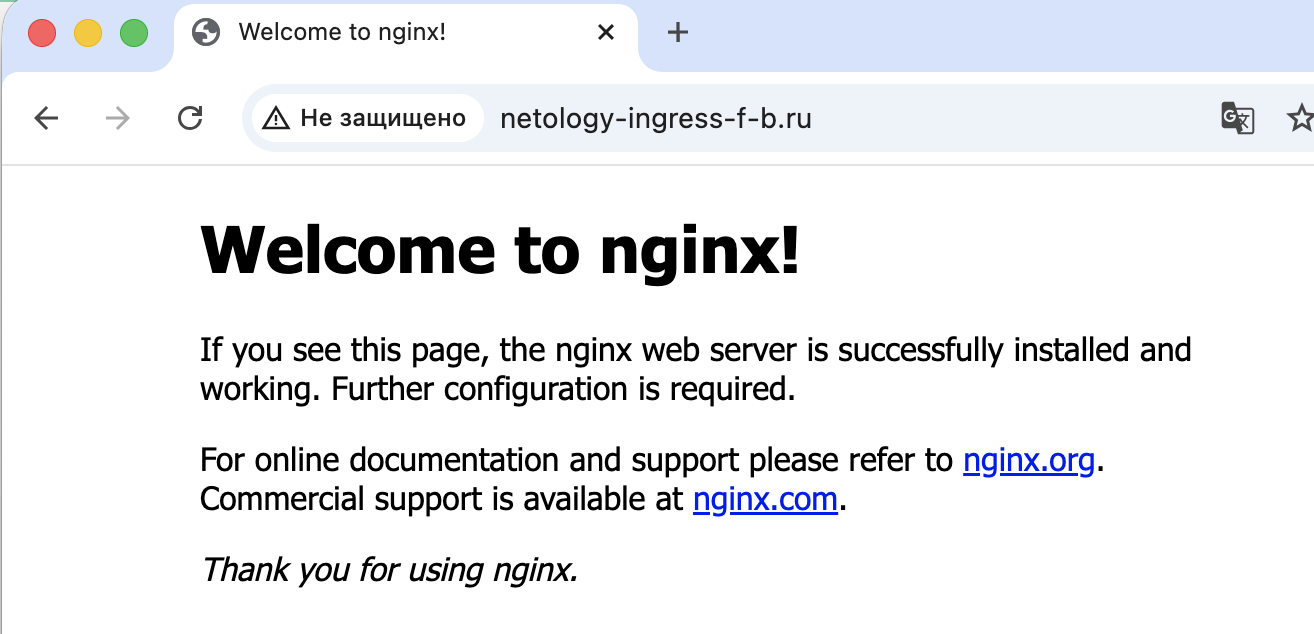 Welcome to nginx!
Не защищено
netology-ingress-f-b.ru
Welcome to nginx!
If you see this page, the nginx web server is successfully installed and
working. Further configuration is required.
For online documentation and support please refer to nginx.org.
Commercial support is available at nginx.com.
Thank you for using nginx.